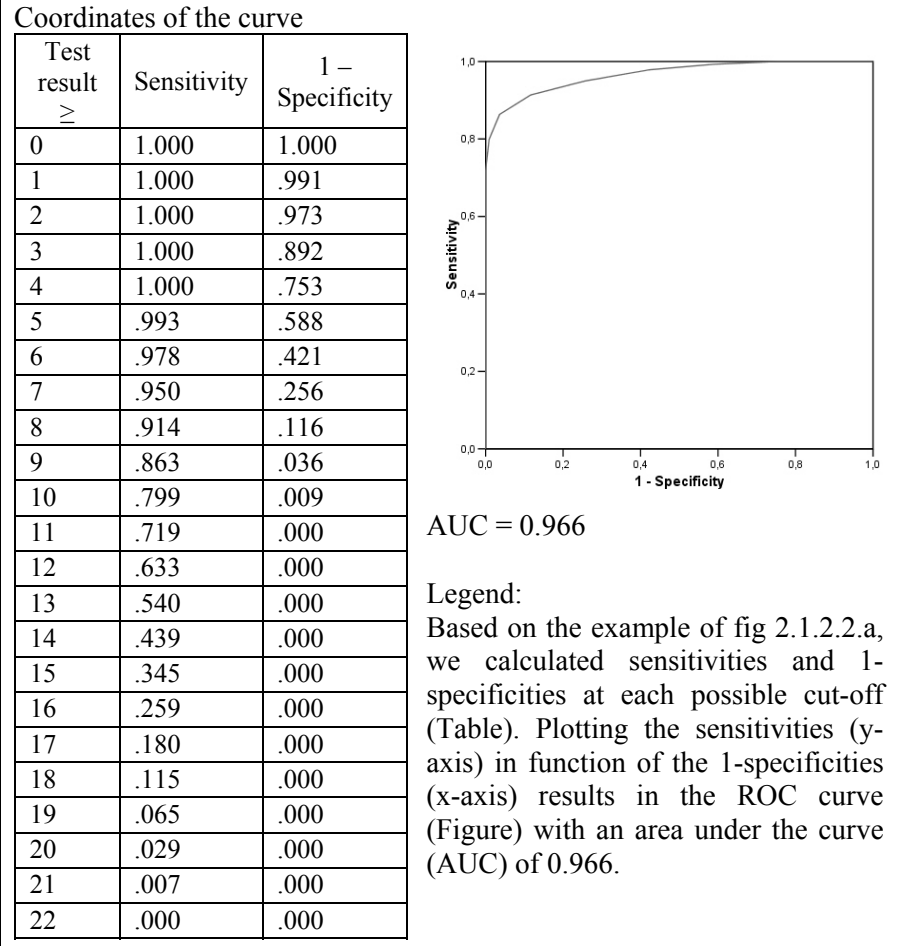 Coordinates of the curve
Test result ≥ Sensitivity 1 – Specificity
0 1.000 1.000
1 1.000 .991
2 1.000 .973
3 1.000 .892
4 1.000 .753
5 .993 .588
6 .978 .421
7 .950 .256
8 .914 .116
9 .863 .036
10 .799 .009
11 .719 .000
12 .633 .000
13 .540 .000
14 .439 .000
15 .345 .000
16 .259 .000
17 .180 .000
18 .115 .000
19 .065 .000
20 .029 .000
21 .007 .000
22 .000 .000
1,0
0,8
0,6
0,4
0,2
0,0
Sensitivity
0,0 0,2 0,4 0,6 0,8 1,0
1 - Specificity
AUC = 0.966
Legend:
Based on the example of fig 2.1.2.2.a,
we calculated sensitivities and 1-
specificities at each possible cut-off
(Table). Plotting the sensitivities (y-
axis) in function of the 1-specificities
(x-axis) results in the ROC curve
(Figure) with an area under the curve
(AUC) of 0.966.